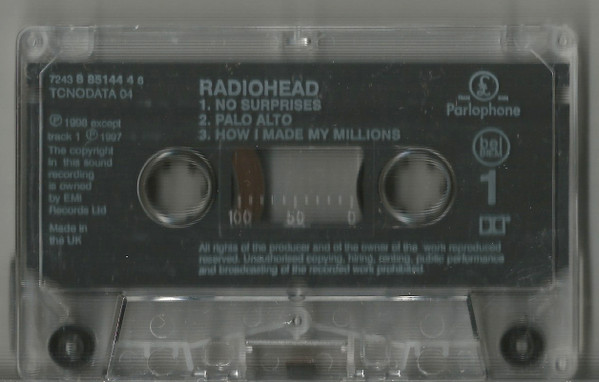 7243 8 85144 4 8
TCNODATA 04
℗ 1998 except
track 1 ℗ 1997
The copyright
in this sound
recording
is owned
by EMI
Records Ltd
Made in
the UK
RADIOHEAD
1. NO SURPRISES
2. PALO ALTO
3. HOW I MADE MY MILLIONS
100 50 0
All rights of the producer and of the owner of the work reproduced
reserved. Unauthorised copying, hiring, renting, public performance
and broadcasting of the recorded work prohibited.
Parlophone
bel
BIEM
1